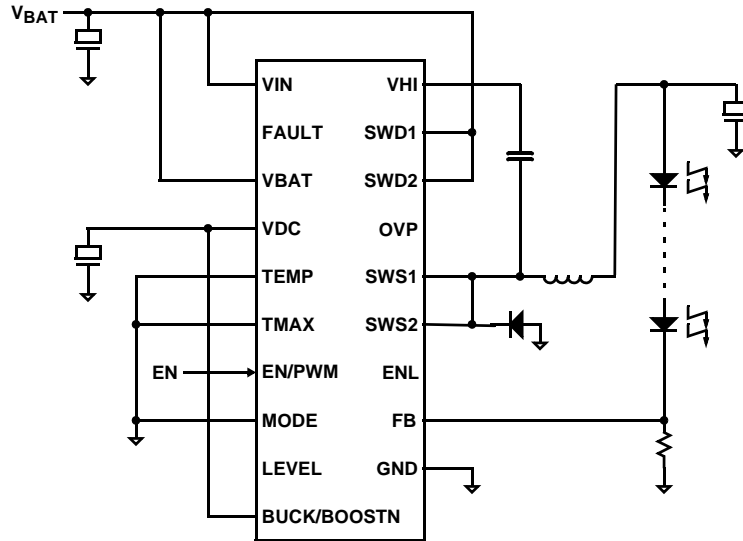 VBAT
VIN VHI
FAULT SWD1
VBAT SWD2
VDC OVP
TEMP SWS1
TMAX SWS2
EN EN/PWM ENL
MODE FB
LEVEL GND
BUCK/BOOSTN